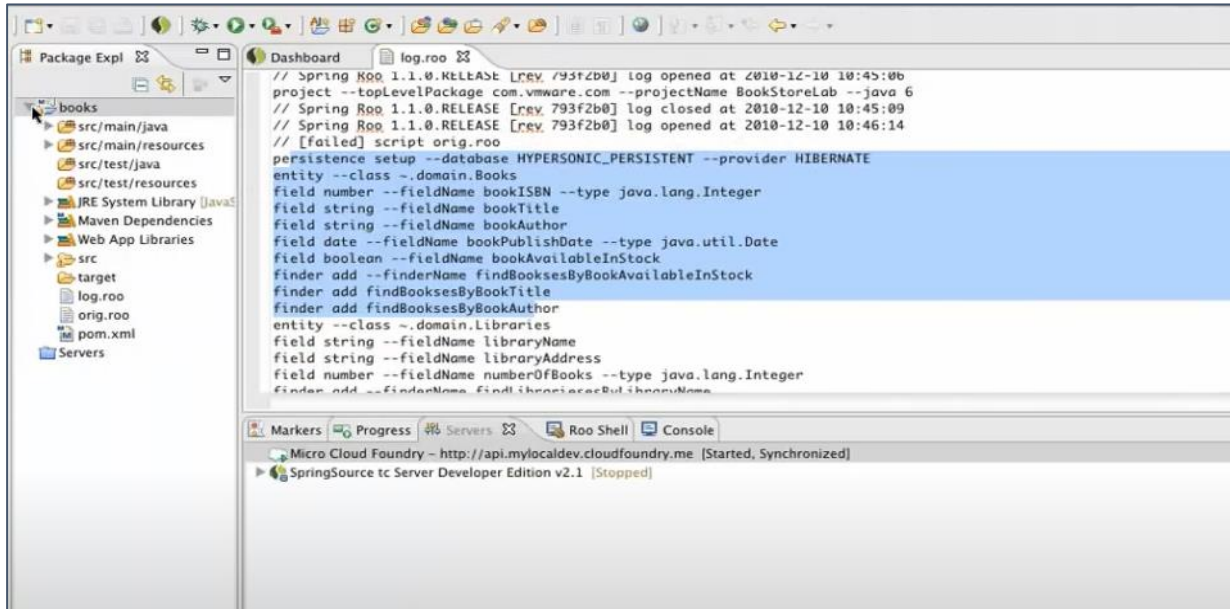 Package Expl
books
src/main/java
src/main/resources
src/test/java
src/test/resources
JRE System Library [JavaS
Maven Dependencies
Web App Libraries
src
target
log.roo
orig.roo
pom.xml
Servers
Dashboard
log.roo
// Spring Roo 1.1.0.RELEASE [rev 793f2b0] log opened at 2010-12-10 10:45:06
project --topLevelPackage com.vmware.com --projectName BookStoreLab --java 6
// Spring Roo 1.1.0.RELEASE [rev 793f2b0] log closed at 2010-12-10 10:45:09
// Spring Roo 1.1.0.RELEASE [rev 793f2b0] log opened at 2010-12-10 10:46:14
// [failed] script orig.roo
persistence setup --database HYPERSONIC_PERSISTENT --provider HIBERNATE
entity --class ~.domain.Books
field number --fieldName bookISBN --type java.lang.Integer
field string --fieldName bookTitle
field string --fieldName bookAuthor
field date --fieldName bookPublishDate --type java.util.Date
field boolean --fieldName bookAvailableInStock
finder add --finderName findBooksesByBookAvailableInStock
finder add findBooksesByBookTitle
finder add findBooksesByBookAuthor
entity --class ~.domain.Libraries
field string --fieldName libraryName
field string --fieldName libraryAddress
field number --fieldName numberOfBooks --type java.lang.Integer
finder add --finderName findLibrariesesByLibraryName
Markers Progress Servers Roo Shell Console
Micro Cloud Foundry – http://api.mylocaldev.cloudfoundry.me [Started, Synchronized]
SpringSource tc Server Developer Edition v2.1 [Stopped]